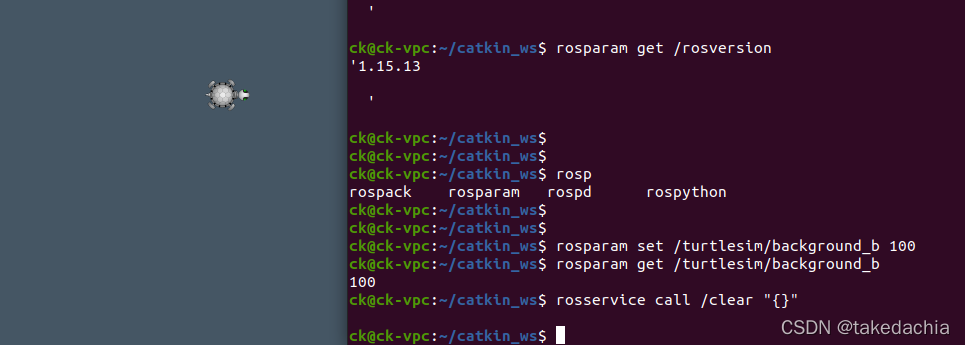 '
ck@ck-vpc:~/catkin_ws$ rosparam get /rosversion
'1.15.13
'
ck@ck-vpc:~/catkin_ws$
ck@ck-vpc:~/catkin_ws$
ck@ck-vpc:~/catkin_ws$ rosp
rospack    rosparam   rospd      rospython
ck@ck-vpc:~/catkin_ws$
ck@ck-vpc:~/catkin_ws$
ck@ck-vpc:~/catkin_ws$ rosparam set /turtlesim/background_b 100
ck@ck-vpc:~/catkin_ws$ rosparam get /turtlesim/background_b
100
ck@ck-vpc:~/catkin_ws$ rosservice call /clear "{}"
ck@ck-vpc:~/catkin_ws$
CSDN @takedachia